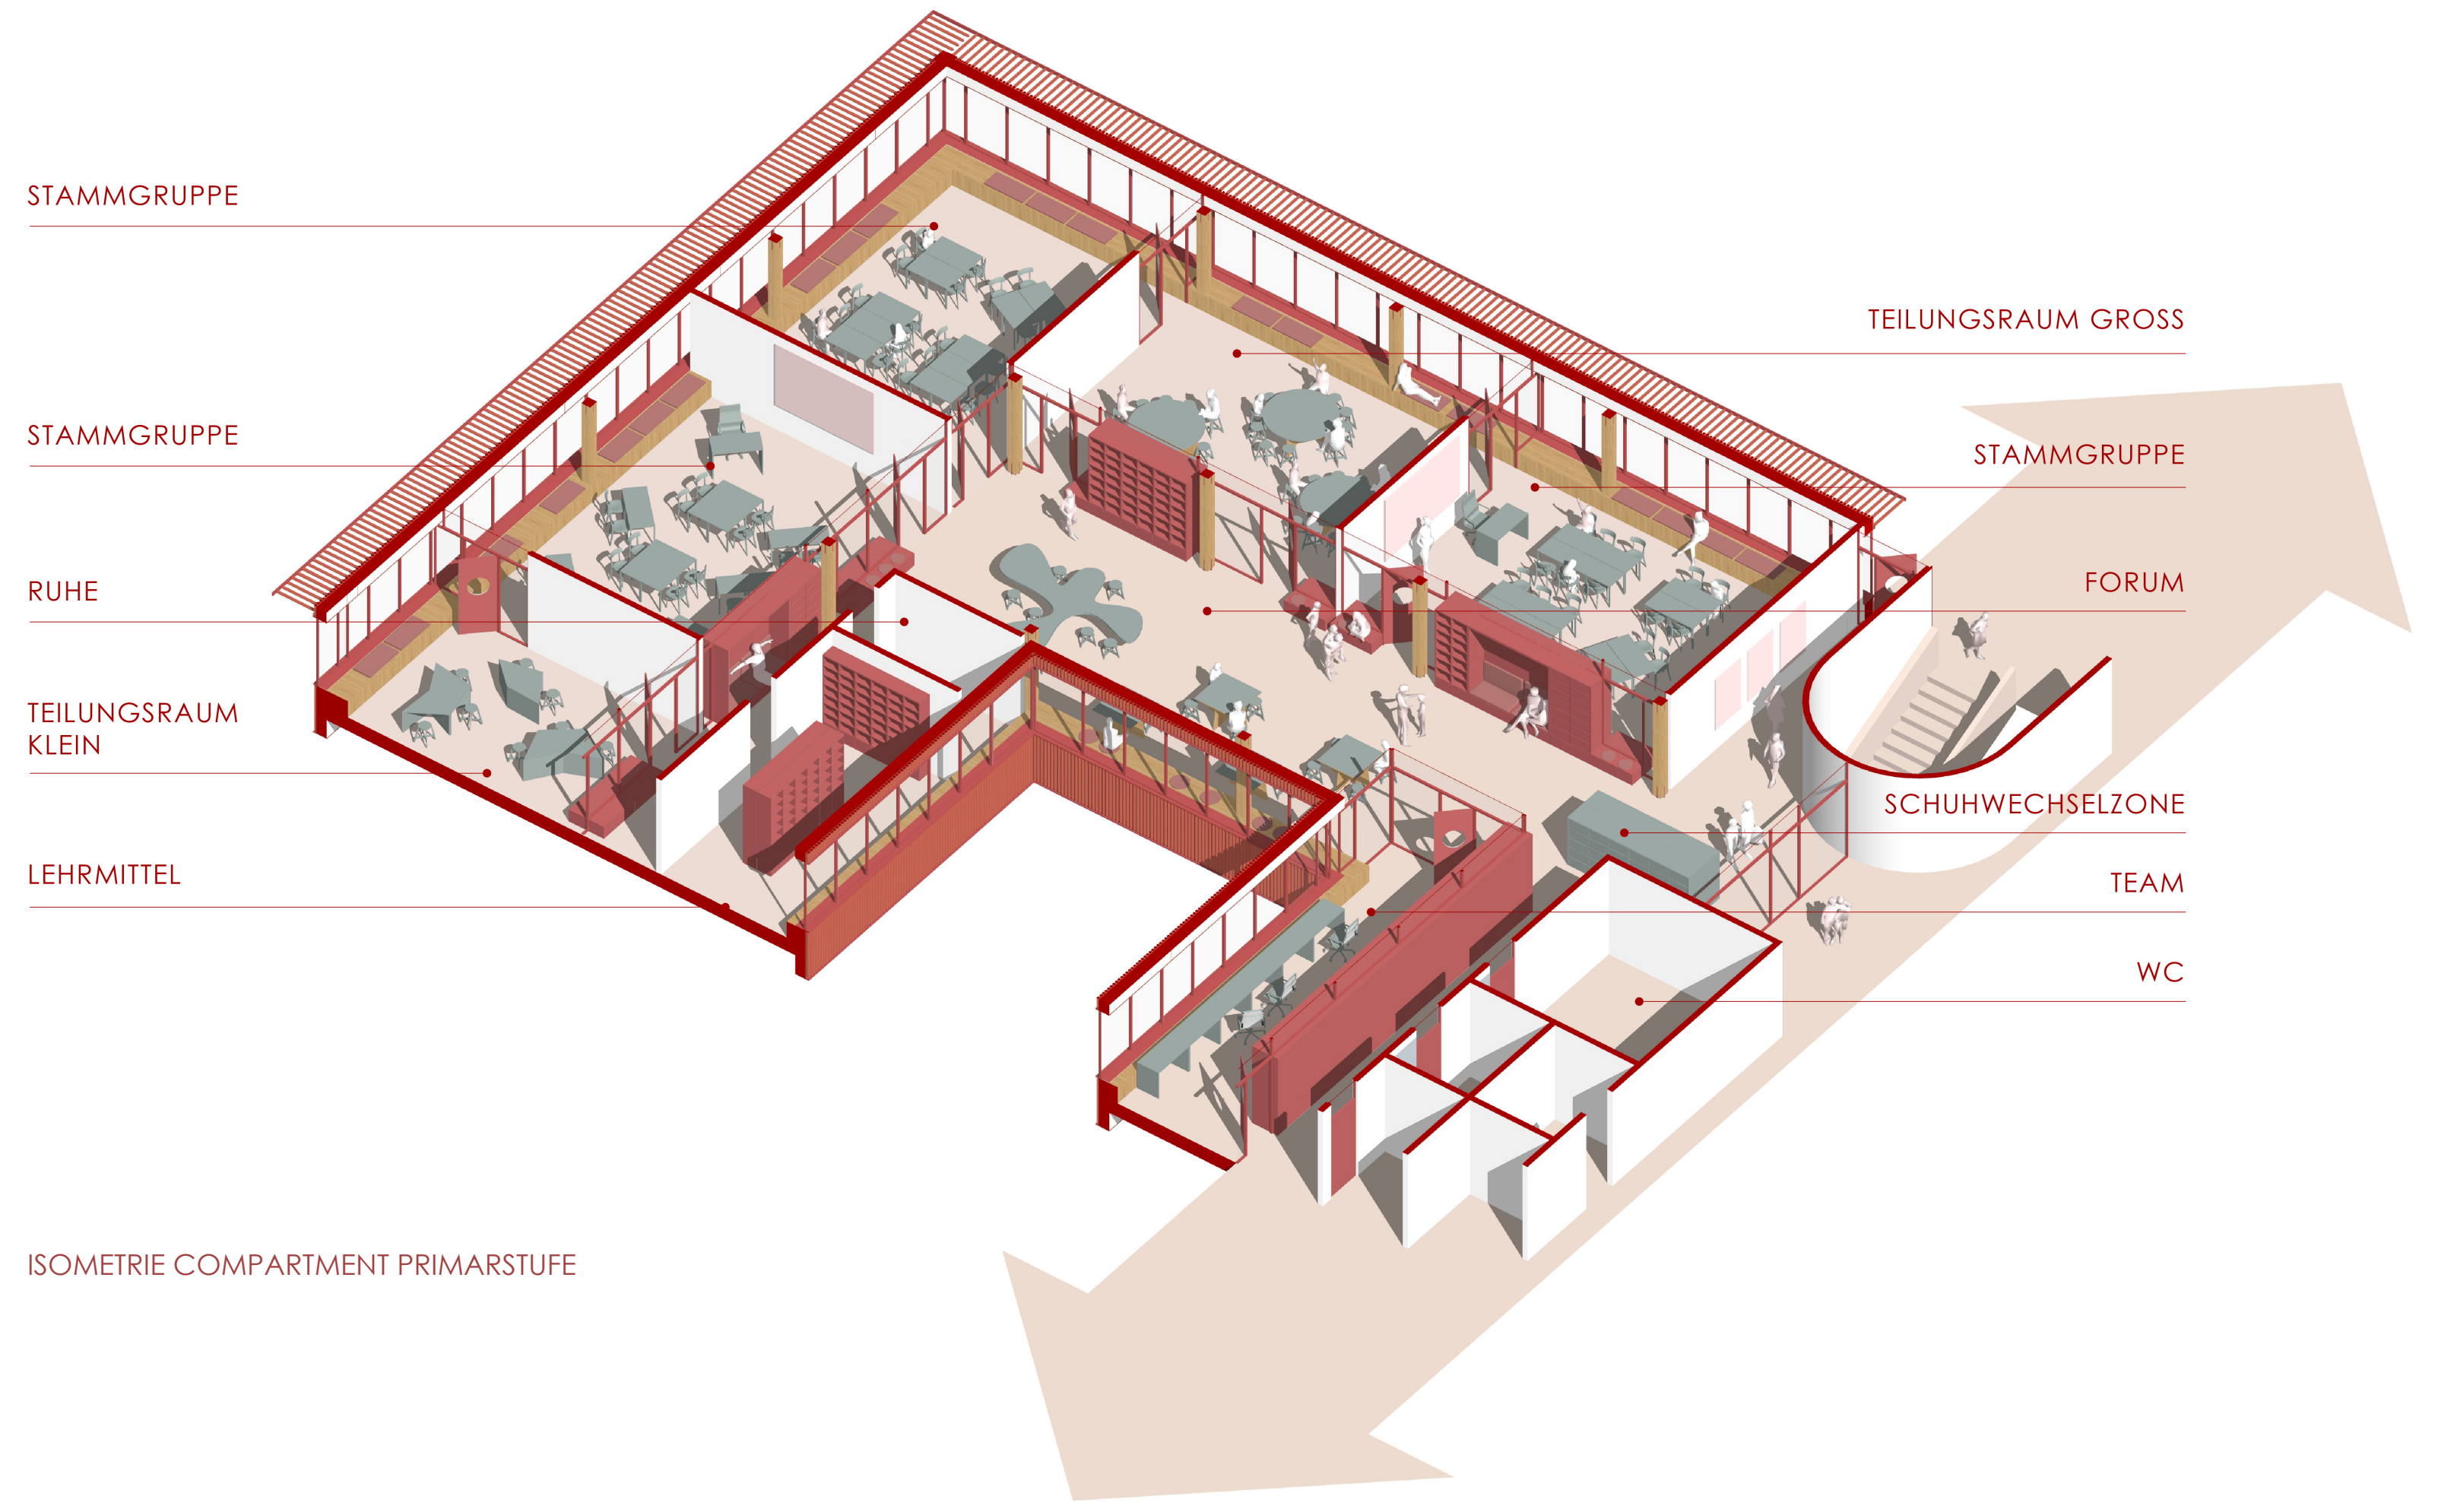 STAMMGRUPPE
STAMMGRUPPE
RUHE
TEILUNGSRAUM
KLEIN
LEHRMITTEL
TEILUNGSRAUM GROSS
STAMMGRUPPE
FORUM
SCHUHWECHSELZONE
TEAM
WC
ISOMETRIE COMPARTMENT PRIMARSTUFE